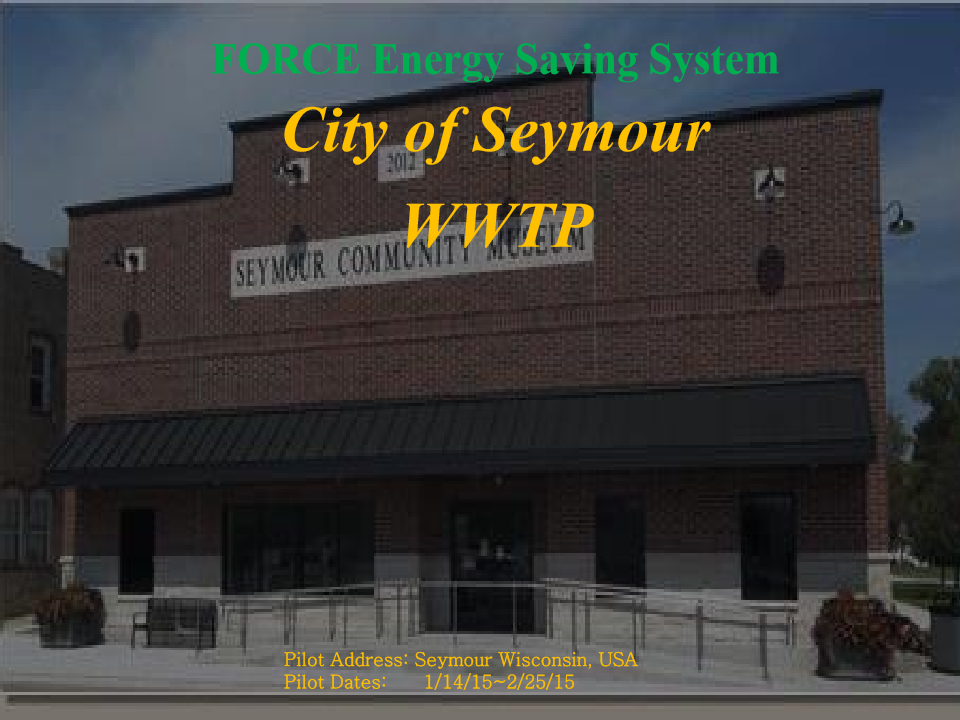 FORCE Energy Saving System
City of Seymour
2012
WWTP
SEYMOUR COMMUNITY MUSEUM
Pilot Address: Seymour Wisconsin, USA
Pilot Dates: 1/14/15~2/25/15